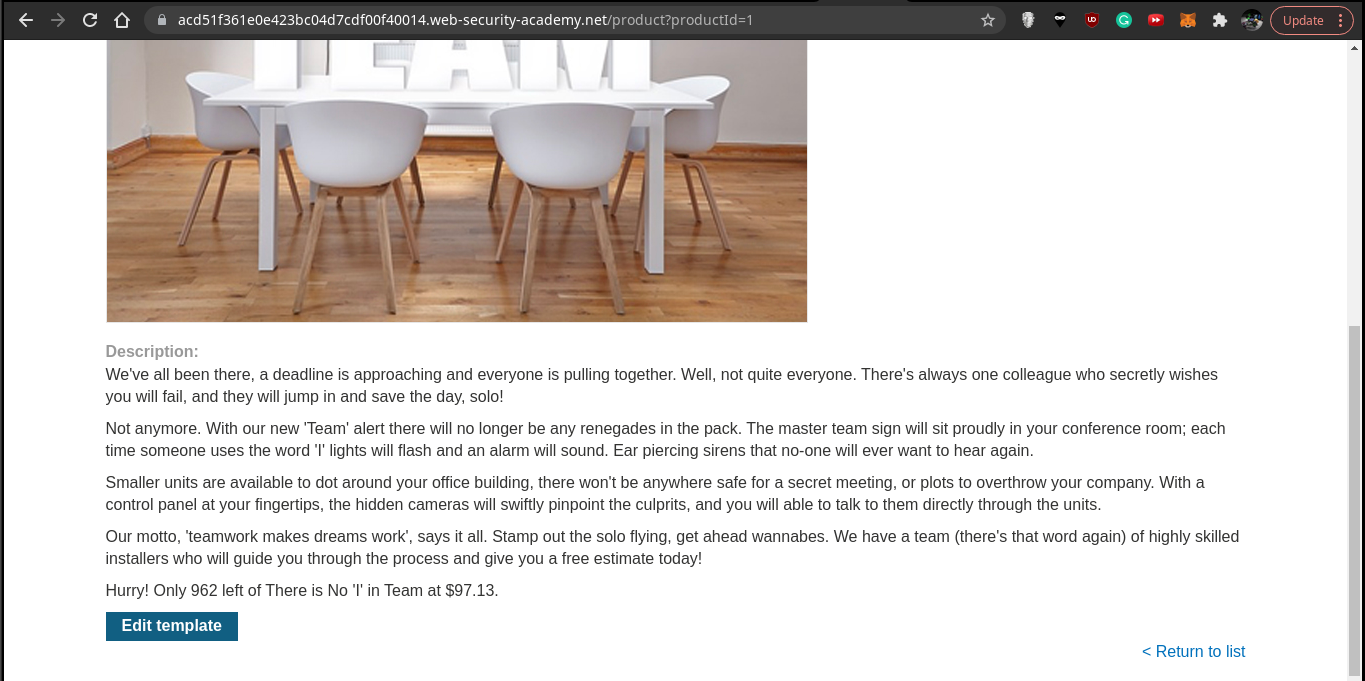 acd51f361e0e423bc04d7cdf00f40014.web-security-academy.net/product?productId=1
Update
TEAM
Description:
We've all been there, a deadline is approaching and everyone is pulling together. Well, not quite everyone. There's always one colleague who secretly wishes
you will fail, and they will jump in and save the day, solo!
Not anymore. With our new 'Team' alert there will no longer be any renegades in the pack. The master team sign will sit proudly in your conference room; each
time someone uses the word 'I' lights will flash and an alarm will sound. Ear piercing sirens that no-one will ever want to hear again.
Smaller units are available to dot around your office building, there won't be anywhere safe for a secret meeting, or plots to overthrow your company. With a
control panel at your fingertips, the hidden cameras will swiftly pinpoint the culprits, and you will able to talk to them directly through the units.
Our motto, 'teamwork makes dreams work', says it all. Stamp out the solo flying, get ahead wannabes. We have a team (there's that word again) of highly skilled
installers who will guide you through the process and give you a free estimate today!
Hurry! Only 962 left of There is No 'I' in Team at $97.13.
Edit template
< Return to list